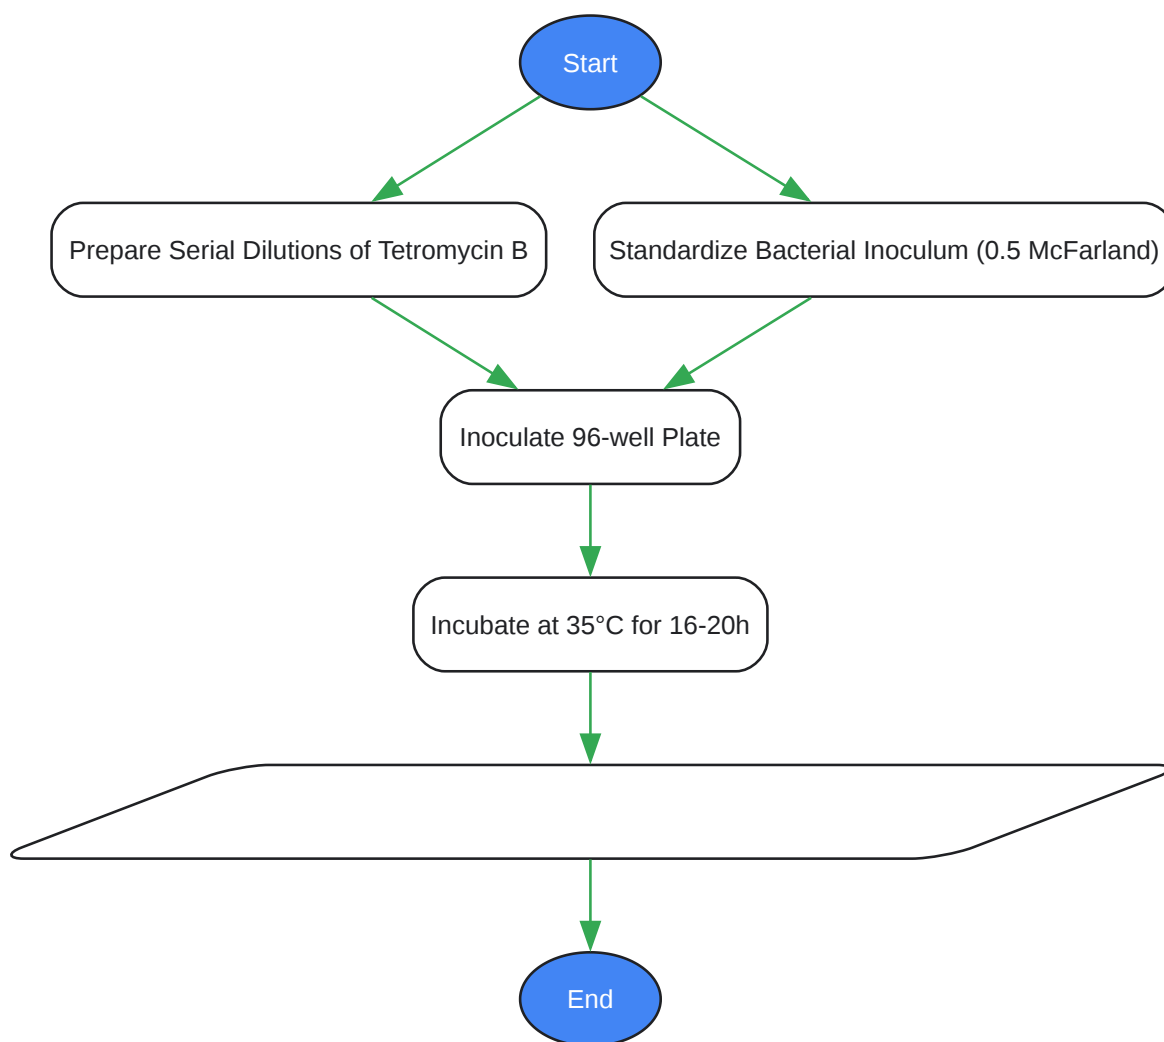 Start
Prepare Serial Dilutions of Tetromycin B
Standardize Bacterial Inoculum (0.5 McFarland)
Inoculate 96-well Plate
Incubate at 35°C for 16-20h
End